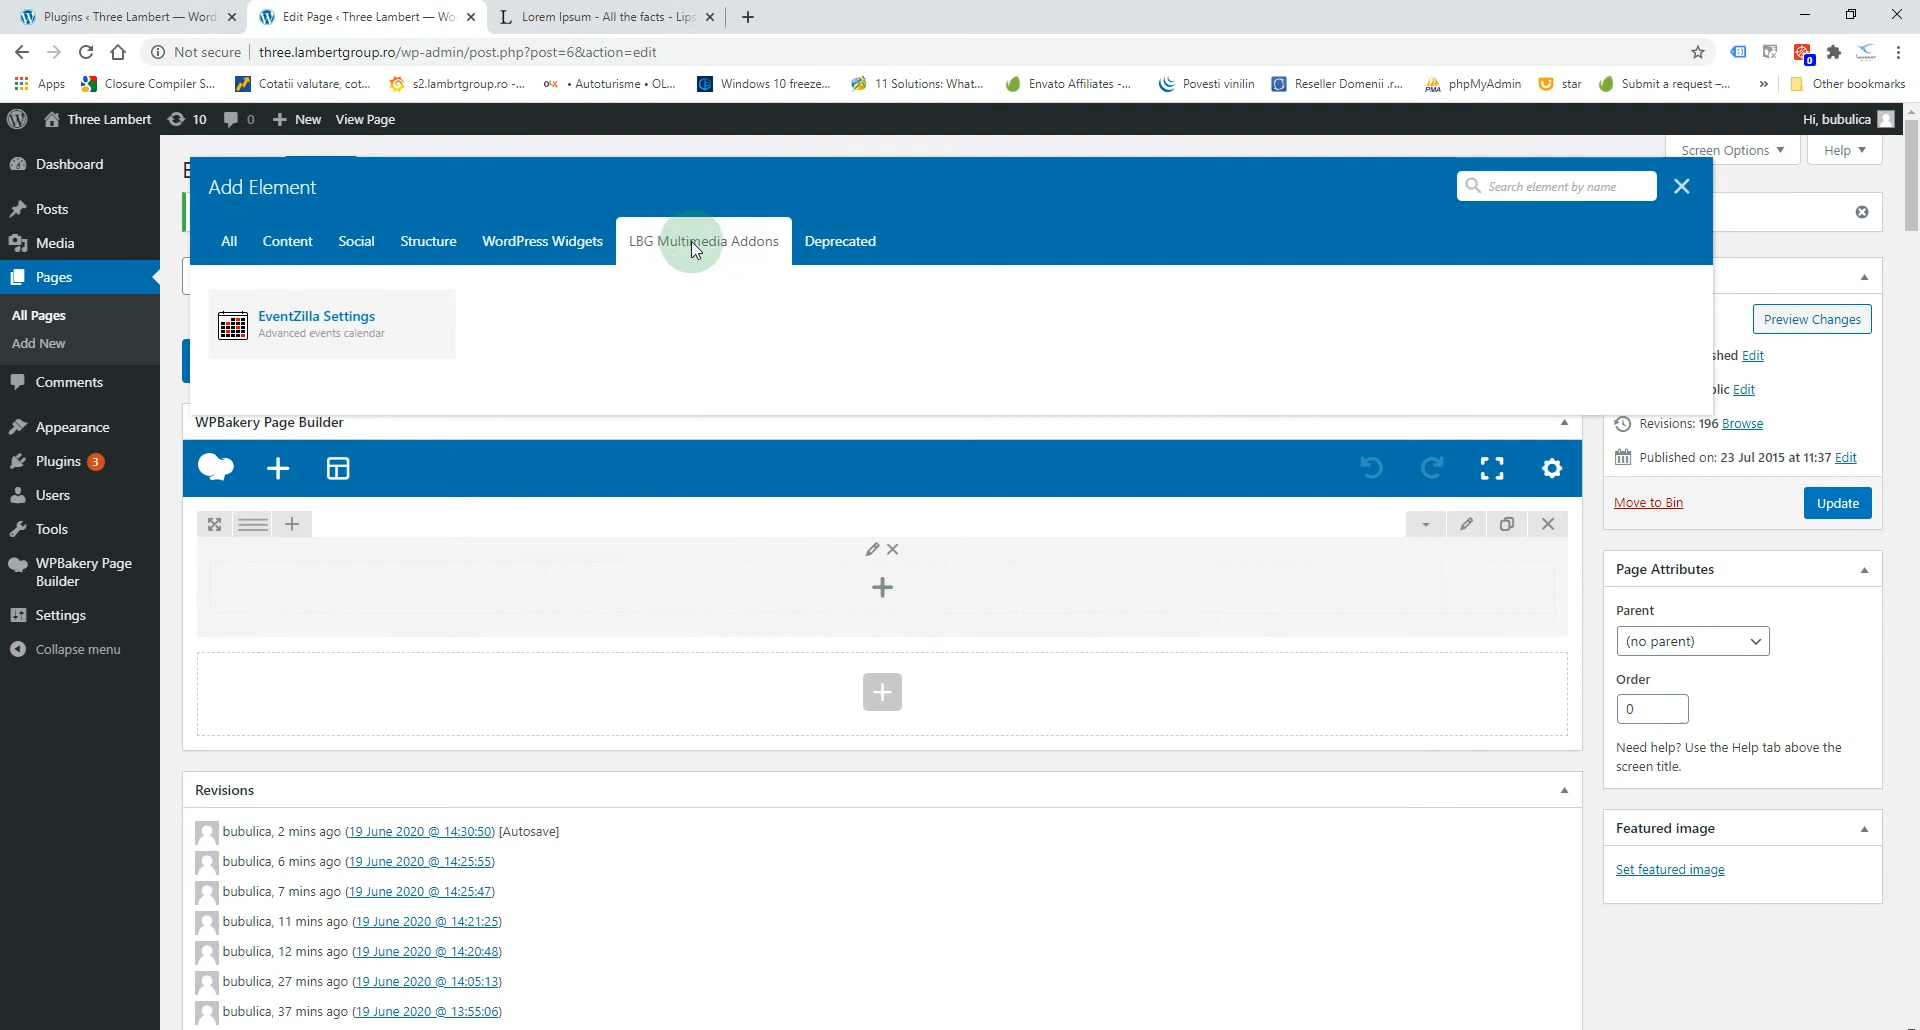 Plugins ‹ Three Lambert — Word
Edit Page ‹ Three Lambert — Wo
Lorem Ipsum - All the facts - Lips
Not secure
three.lambertgroup.ro/wp-admin/post.php?post=6&action=edit
0
Apps
Closure Compiler S...
Cotatii valutare, cot...
s2.lambrtgroup.ro -...
• Autoturisme • OL...
Windows 10 freeze...
11 Solutions: What...
Envato Affiliates -...
Povesti vinilin
Reseller Domenii .r...
phpMyAdmin
star
Submit a request –...
»
Other bookmarks
Three Lambert
10
0
New
View Page
Hi, bubulica
Screen Options
Help
Dashboard
Posts
Media
Pages
All Pages
Add New
Comments
Appearance
Plugins 3
Users
Tools
WPBakery Page
Builder
Settings
Collapse menu
Add Element
Search element by name
All
Content
Social
Structure
WordPress Widgets
LBG Multimedia Addons
Deprecated
EventZilla Settings
Advanced events calendar
WPBakery Page Builder
Preview Changes
shed Edit
blic Edit
Revisions: 196 Browse
Published on: 23 Jul 2015 at 11:37 Edit
Move to Bin
Update
Page Attributes
Parent
(no parent)
Order
0
Need help? Use the Help tab above the
screen title.
Featured image
Set featured image
Revisions
bubulica, 2 mins ago (19 June 2020 @ 14:30:50) [Autosave]
bubulica, 6 mins ago (19 June 2020 @ 14:25:55)
bubulica, 7 mins ago (19 June 2020 @ 14:25:47)
bubulica, 11 mins ago (19 June 2020 @ 14:21:25)
bubulica, 12 mins ago (19 June 2020 @ 14:20:48)
bubulica, 27 mins ago (19 June 2020 @ 14:05:13)
bubulica, 37 mins ago (19 June 2020 @ 13:55:06)